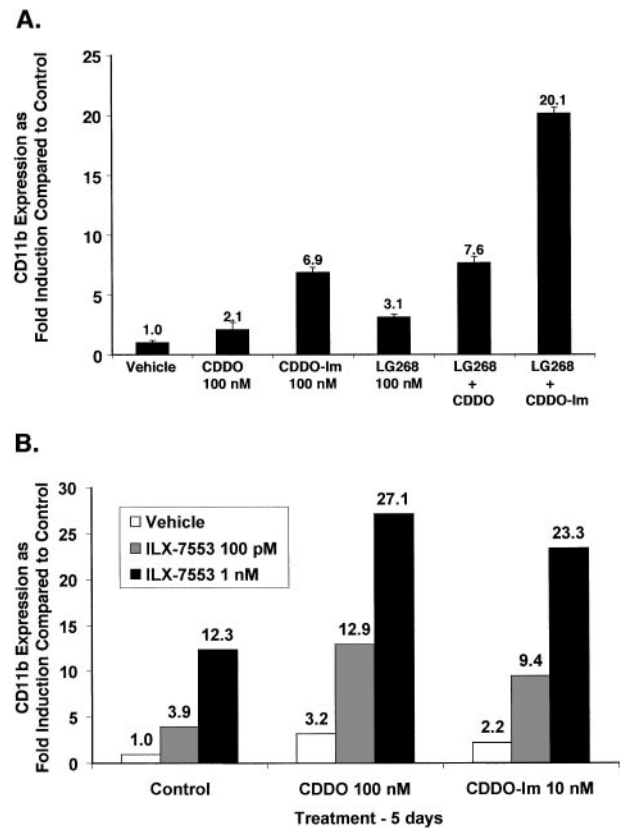 A.
CD11b Expression as
Fold Induction Compared to Control
25
20
15
10
5
0
1.0
2.1
6.9
3.1
7.6
20.1
Vehicle
CDDO
100 nM
CDDO-Im
100 nM
LG268
100 nM
LG268
+
CDDO
LG268
+
CDDO-Im
B.
CD11b Expression as
Fold Induction Compared to Control
30
25
20
15
10
5
0
Vehicle
ILX-7553 100 pM
ILX-7553 1 nM
1.0
3.9
12.3
3.2
12.9
27.1
2.2
9.4
23.3
Control
CDDO 100 nM
CDDO-Im 10 nM
Treatment - 5 days